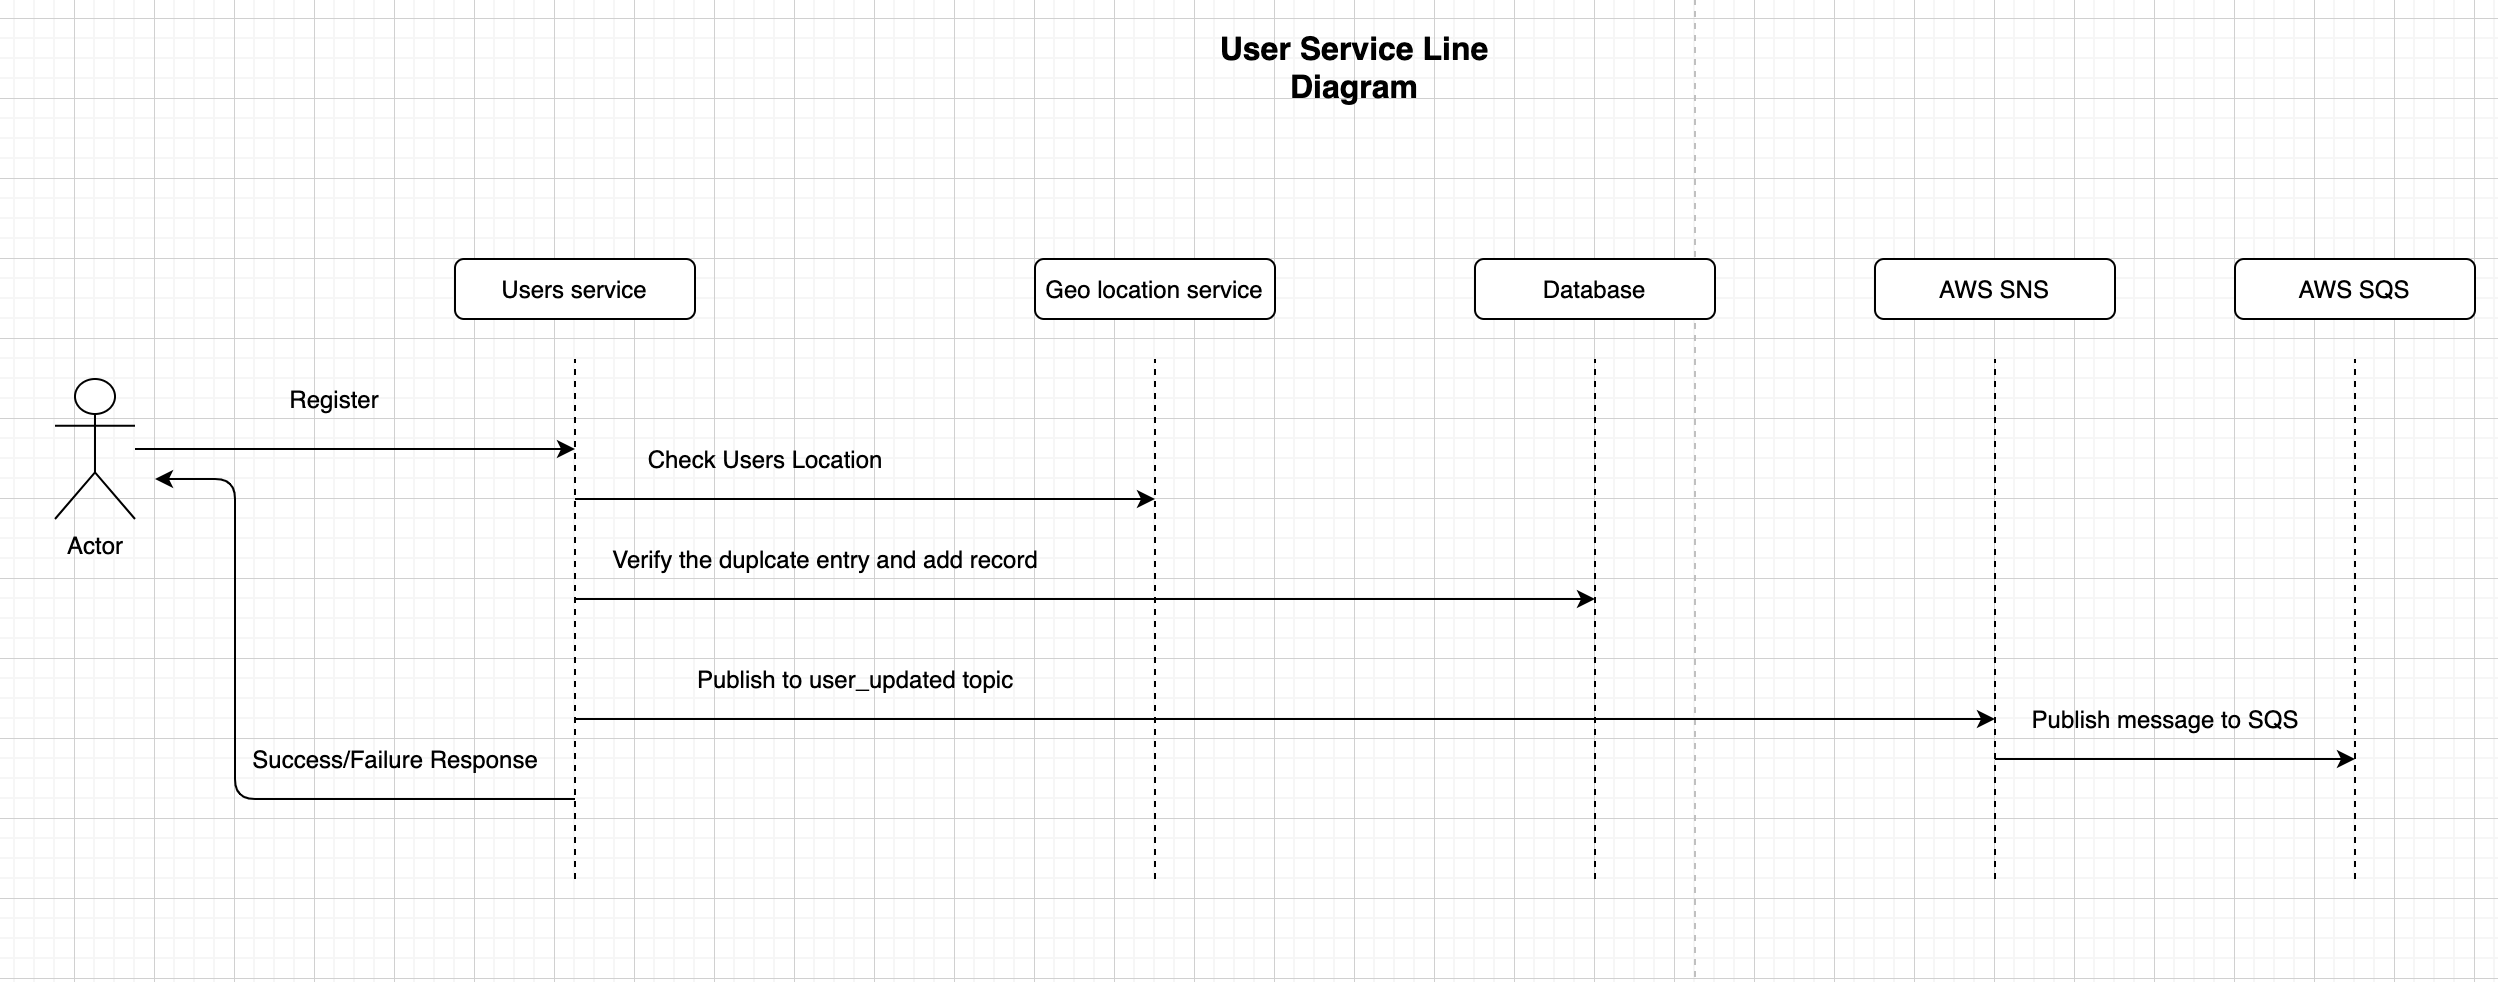 User Service Line
Diagram
Users service
Geo location service
Database
AWS SNS
AWS SQS
Register
Check Users Location
Actor
Verify the duplcate entry and add record
Publish to user_updated topic
Publish message to SQS
Success/Failure Response